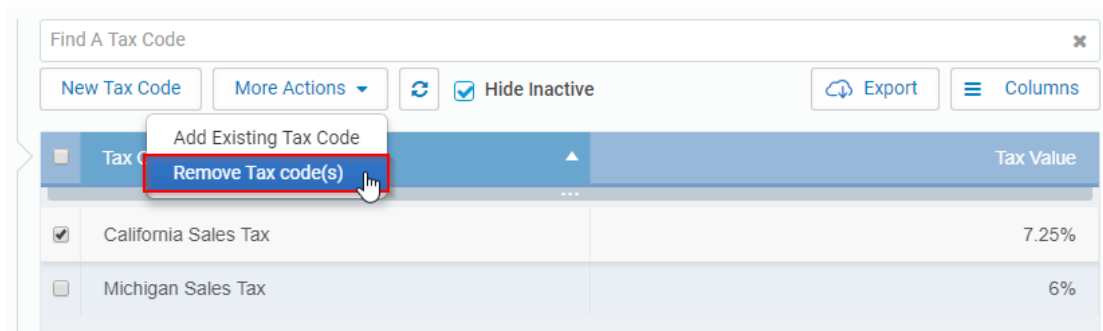 Find A Tax Code
New Tax Code More Actions Hide Inactive Export Columns
Add Existing Tax Code
Tax Tax Value
Remove Tax code(s)
California Sales Tax 7.25%
Michigan Sales Tax 6%